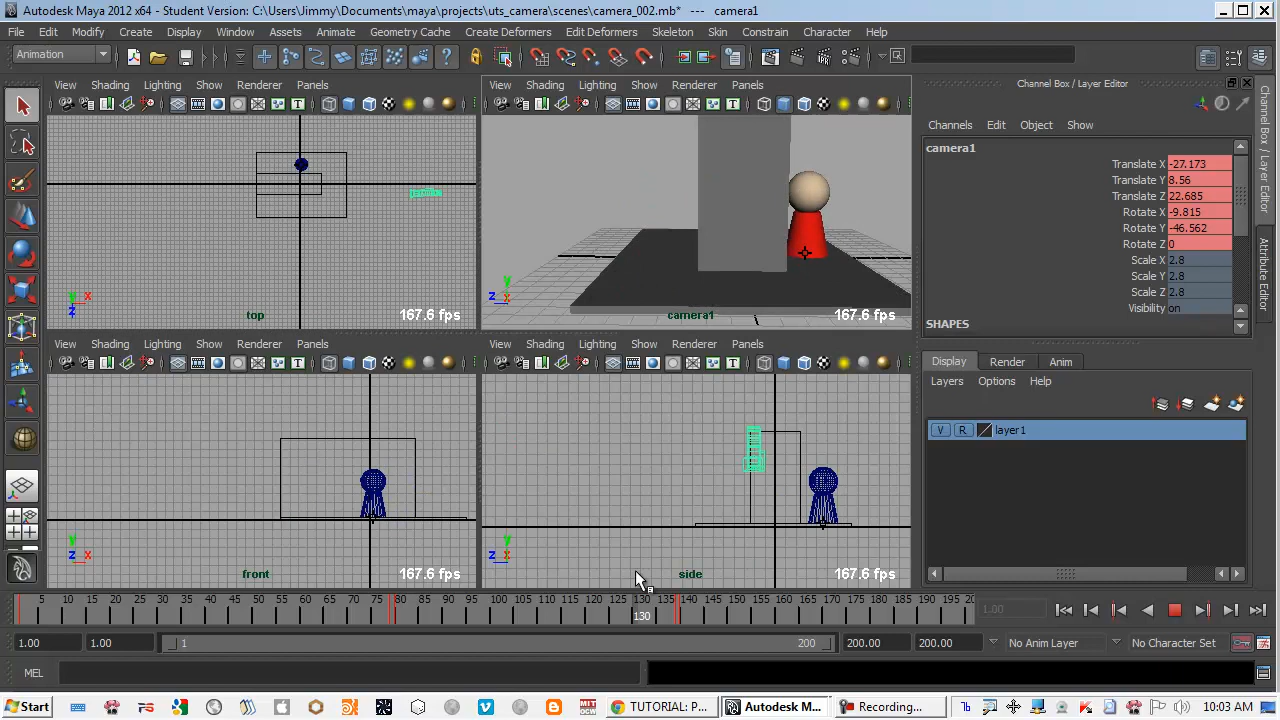 Autodesk Maya 2012 x64 - Student Version: C:\Users\Jimmy\Documents\maya\projects\uts_camera\scenes\camera_002.mb* --- camera1
File Edit Modify Create Display Window Assets Animate Geometry Cache Create Deformers Edit Deformers Skeleton Skin Constrain Character Help
Animation
View Shading Lighting Show Renderer Panels
View Shading Lighting Show Renderer Panels
Channel Box / Layer Editor
Channels Edit Object Show
camera1
Translate X -27.173
Translate Y 8.56
Translate Z 22.685
Rotate X -9.815
Rotate Y -46.562
Rotate Z 0
Scale X 2.8
Scale Y 2.8
Scale Z 2.8
Visibility on
SHAPES
Channel Box / Layer Editor
Attribute Editor
y
x
z
top
167.6 fps
y
z x
camera1
167.6 fps
View Shading Lighting Show Renderer Panels
View Shading Lighting Show Renderer Panels
Display Render Anim
Layers Options Help
V R layer1
y
z x
front
167.6 fps
y
z x
side
167.6 fps
5 10 15 20 25 30 35 40 45 50 55 60 65 70 75 80 85 90 95 100 105 110 115 120 125 130 135 140 145 150 155 160 165 170 175 180 185 190 195 20
130
1.00
1.00 1.00 1 200 200.00 200.00 No Anim Layer No Character Set
MEL
Start TUTORIAL: P... Autodesk M... Recording... 10:03 AM